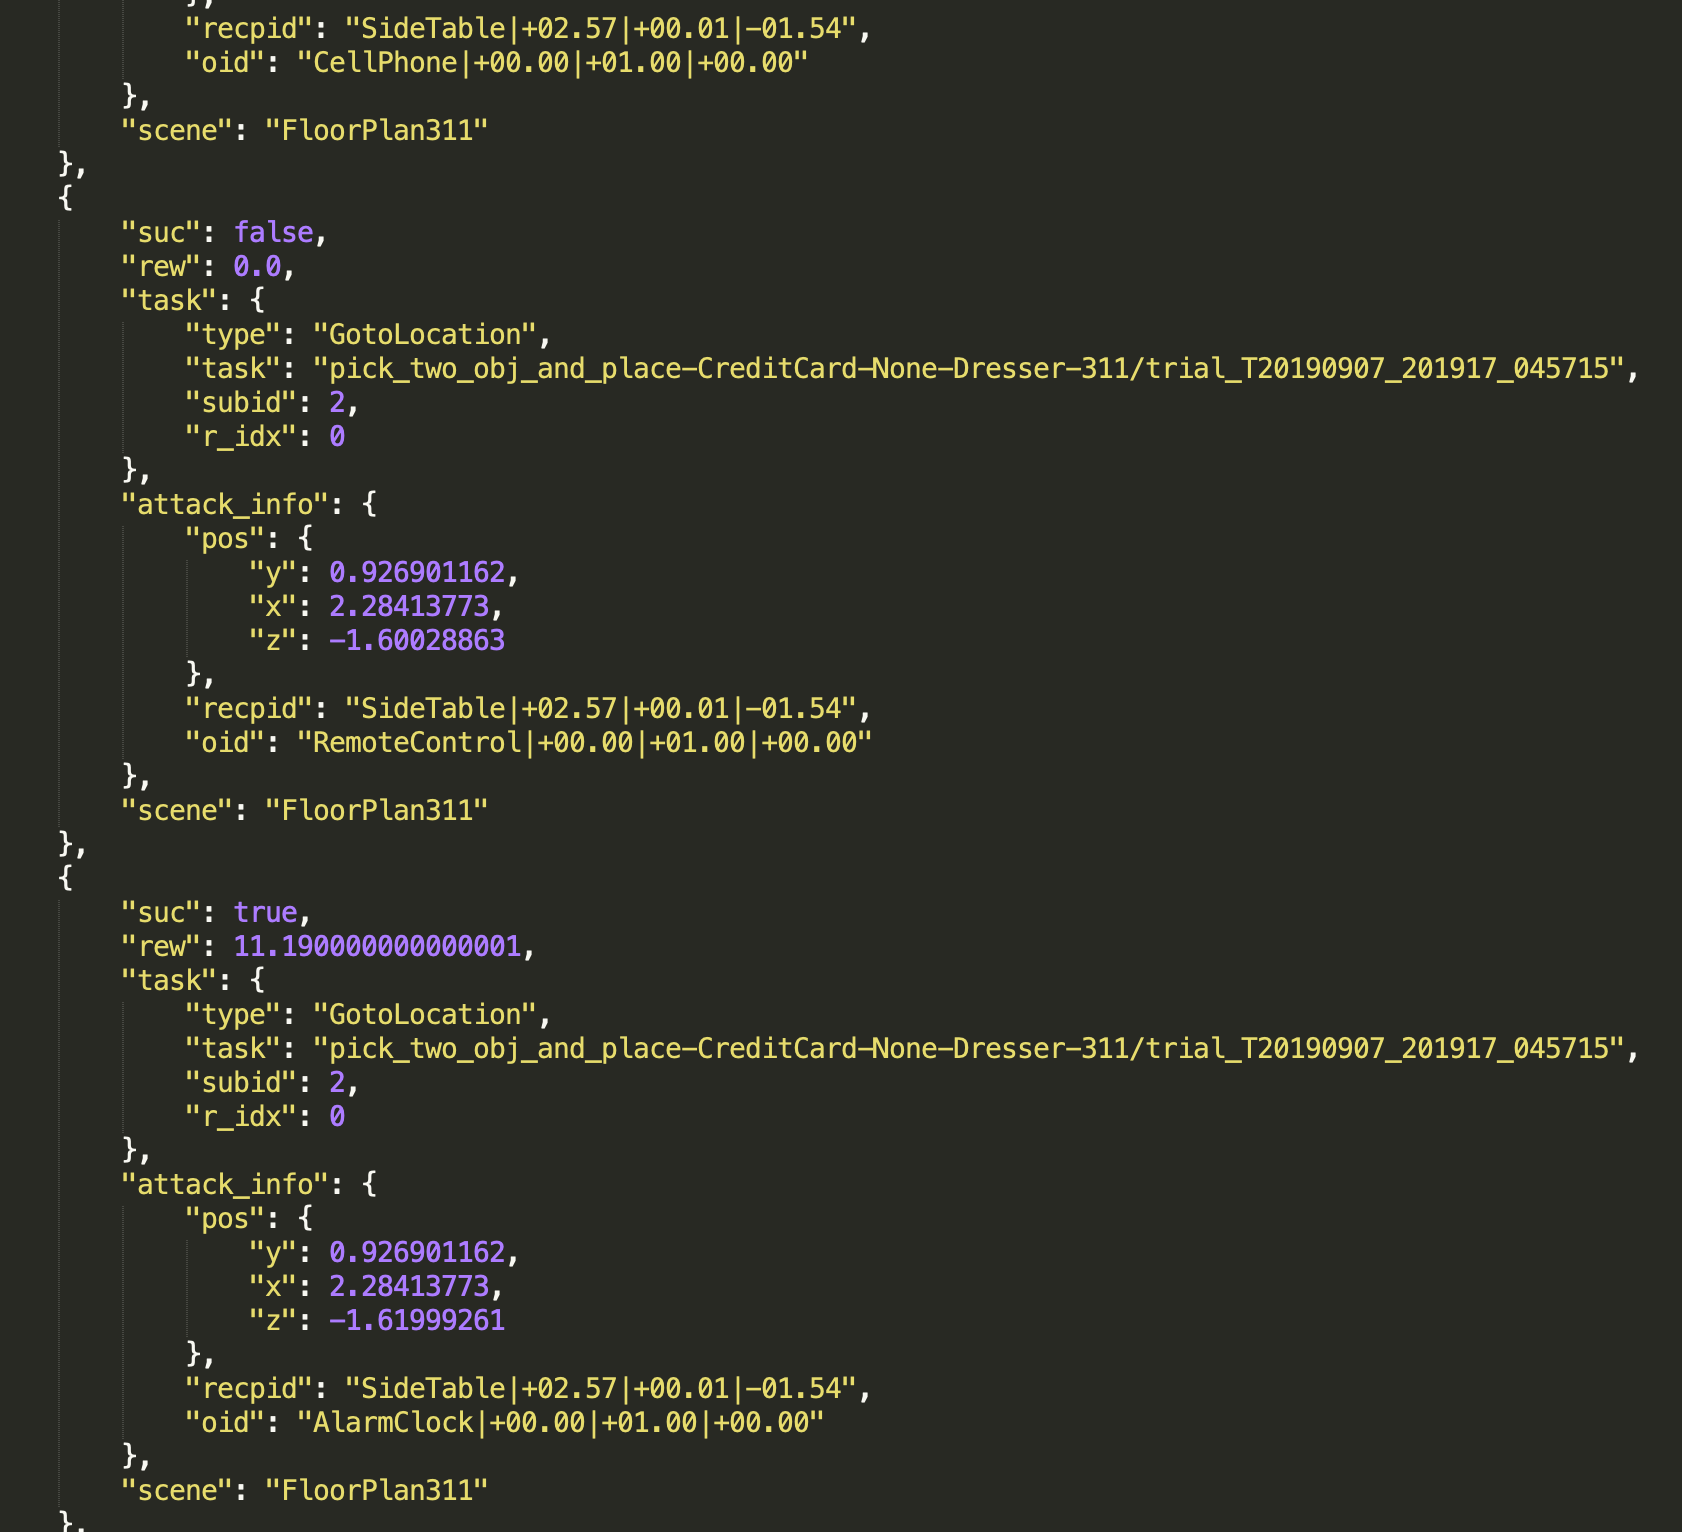 },
"recpid": "SideTable|+02.57|+00.01|-01.54",
"oid": "CellPhone|+00.00|+01.00|+00.00"
},
"scene": "FloorPlan311"
},
{
"suc": false,
"rew": 0.0,
"task": {
"type": "GotoLocation",
"task": "pick_two_obj_and_place-CreditCard-None-Dresser-311/trial_T20190907_201917_045715",
"subid": 2,
"r_idx": 0
},
"attack_info": {
"pos": {
"y": 0.926901162,
"x": 2.28413773,
"z": -1.60028863
},
"recpid": "SideTable|+02.57|+00.01|-01.54",
"oid": "RemoteControl|+00.00|+01.00|+00.00"
},
"scene": "FloorPlan311"
},
{
"suc": true,
"rew": 11.190000000000001,
"task": {
"type": "GotoLocation",
"task": "pick_two_obj_and_place-CreditCard-None-Dresser-311/trial_T20190907_201917_045715",
"subid": 2,
"r_idx": 0
},
"attack_info": {
"pos": {
"y": 0.926901162,
"x": 2.28413773,
"z": -1.61999261
},
"recpid": "SideTable|+02.57|+00.01|-01.54",
"oid": "AlarmClock|+00.00|+01.00|+00.00"
},
"scene": "FloorPlan311"
},